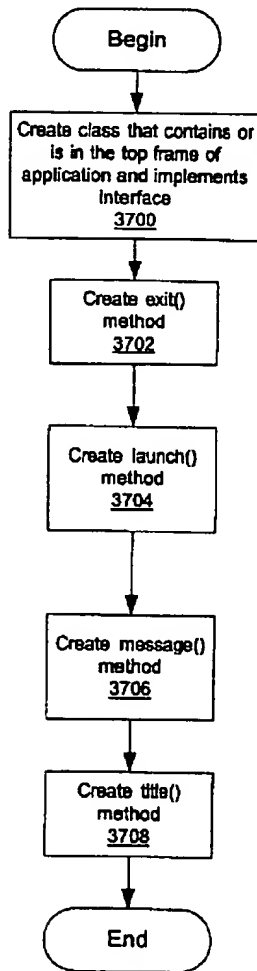 Begin
Create class that contains or
is in the top frame of
application and implements
Interface
3700
Create exit()
method
3702
Create launch()
method
3704
Create message()
method
3706
Create title()
method
3708
End